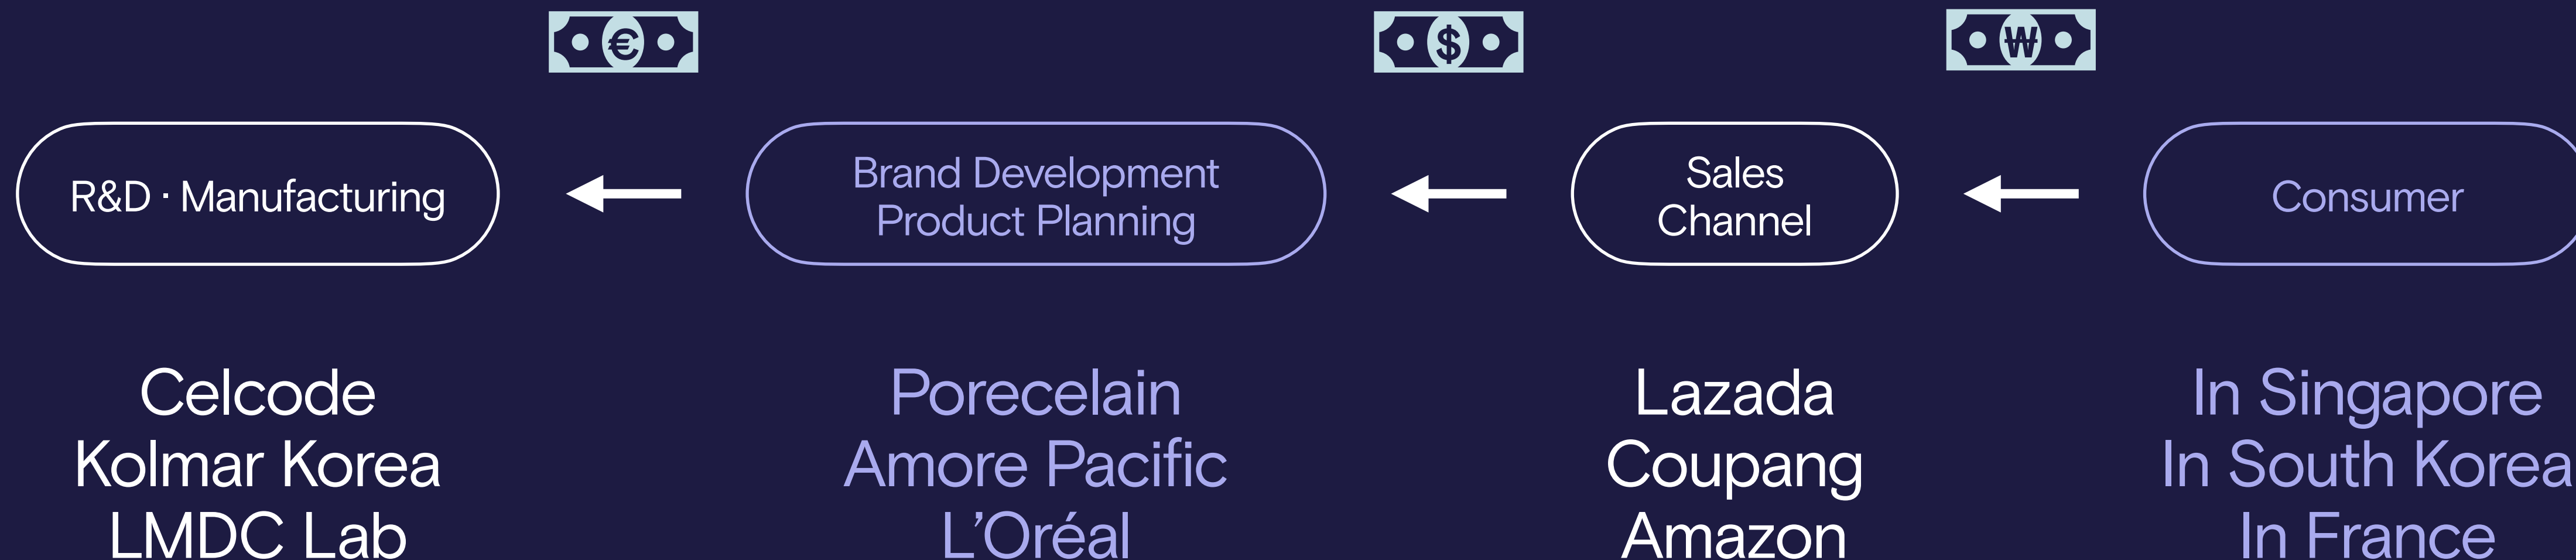 €
$
₩
R&D · Manufacturing
Brand Development
Product Planning
Sales
Channel
Consumer
Celcode
Kolmar Korea
LMDC Lab
Porecelain
Amore Pacific
L’Oréal
Lazada
Coupang
Amazon
In Singapore
In South Korea
In France